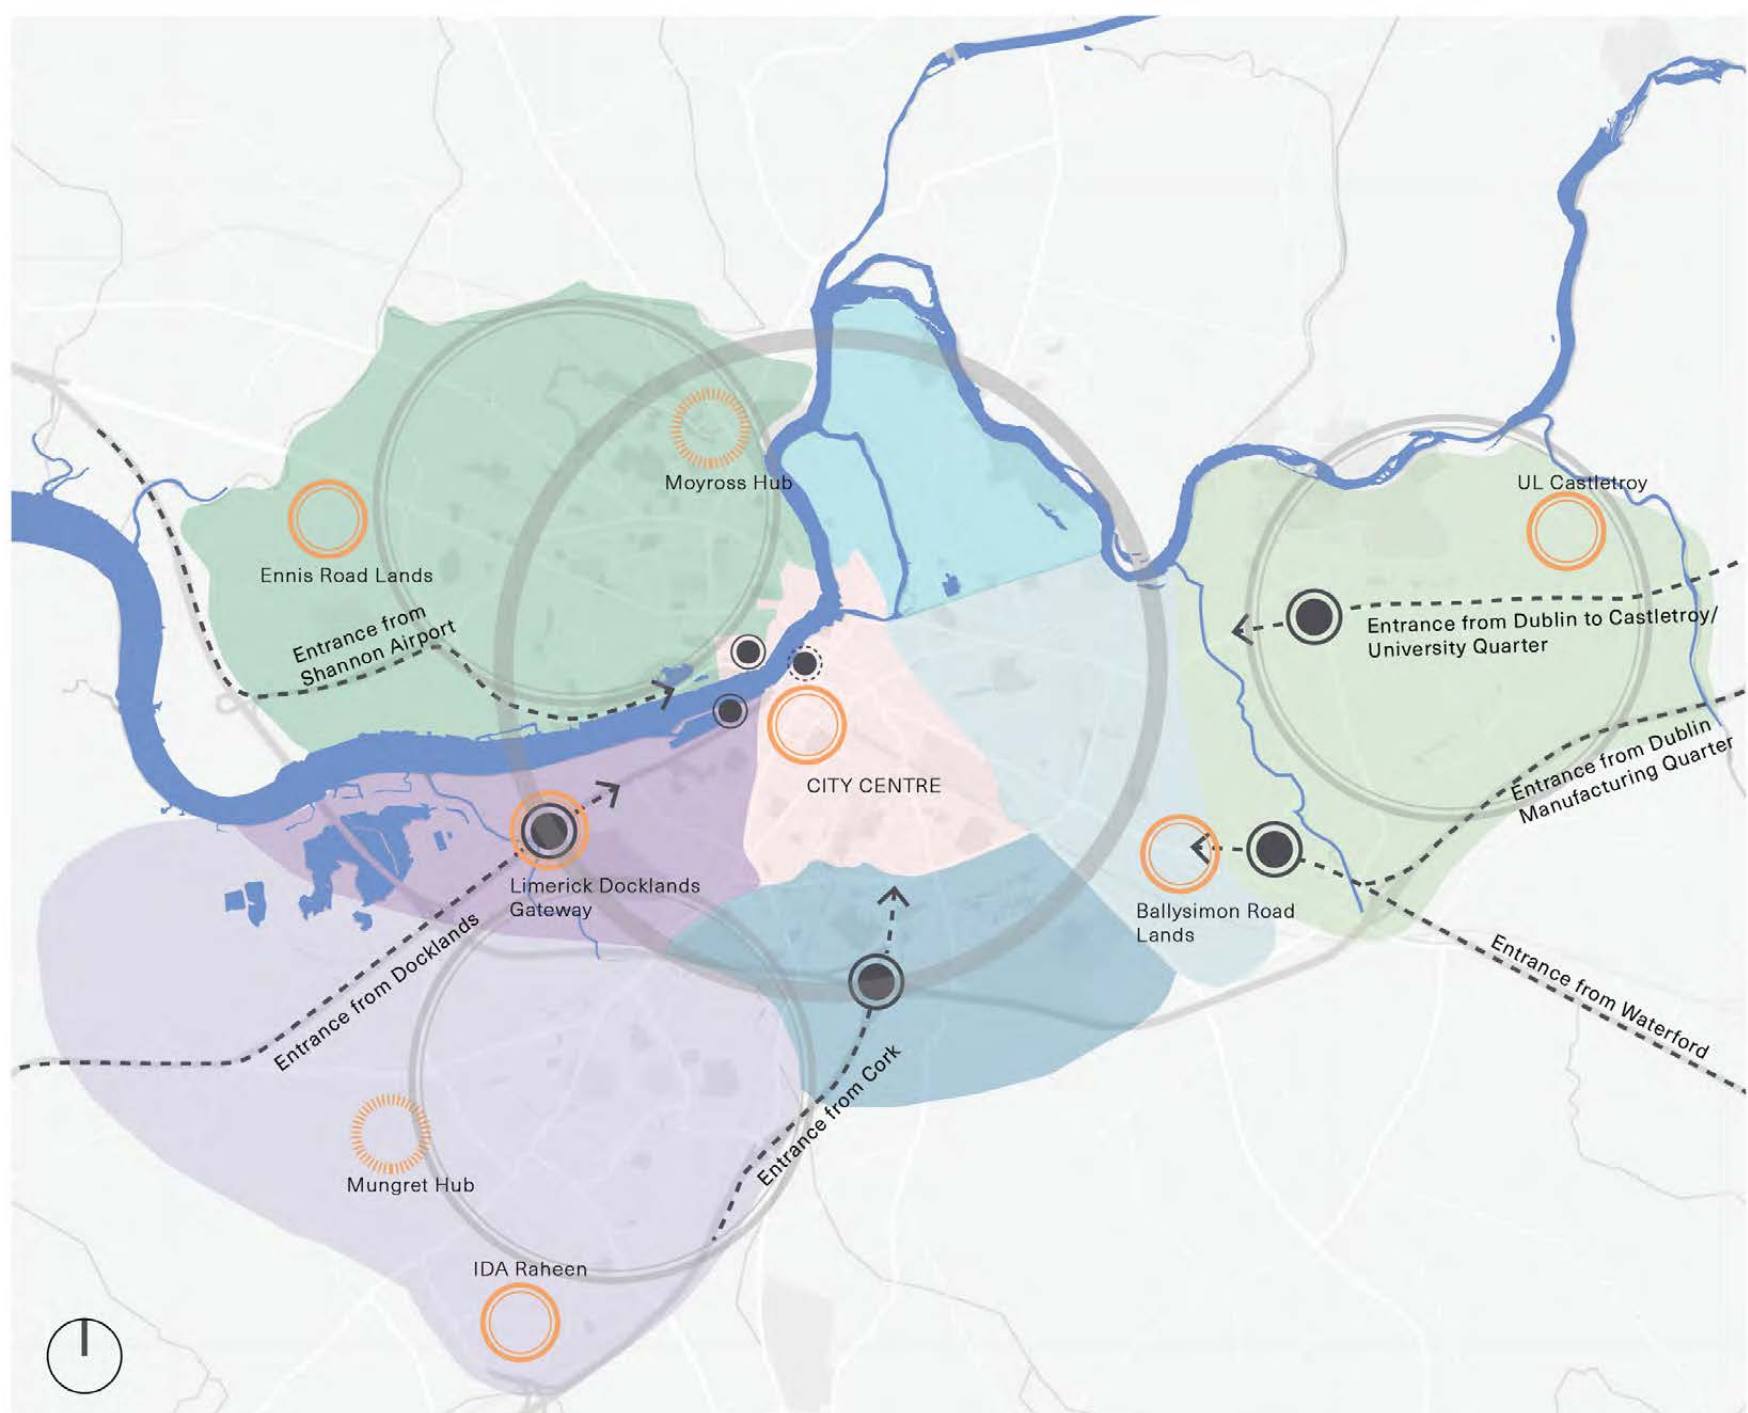 Moyross Hub
UL Castletroy
Ennis Road Lands
Entrance from
Shannon Airport
Entrance from Dublin to Castletroy/
University Quarter
Entrance from Dublin
Manufacturing Quarter
CITY CENTRE
Limerick Docklands
Gateway
Ballysimon Road
Lands
Entrance from Docklands
Entrance from Waterford
Entrance from Cork
Mungret Hub
IDA Raheen